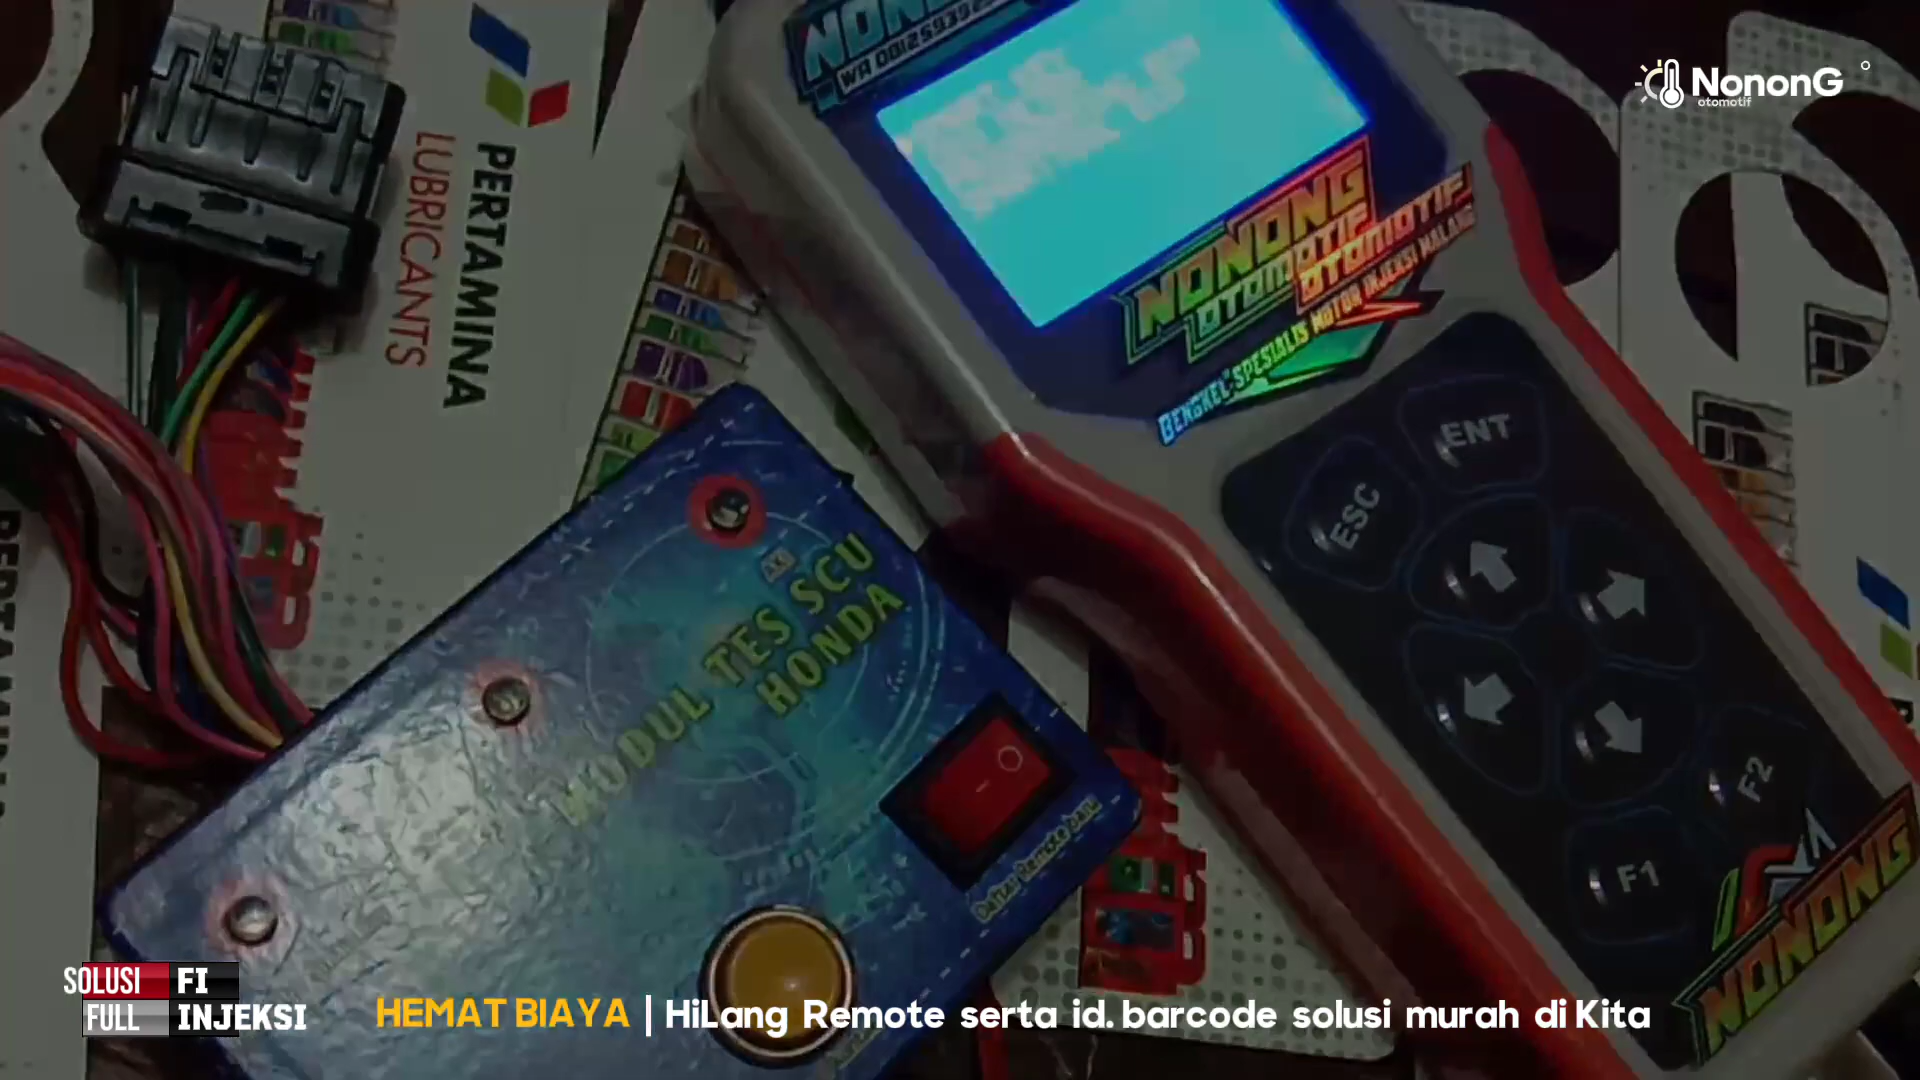 NononG
otomotif
PERTAMINA
LUBRICANTS
NONONG
OTOMOTIF
OTOMOTIF
BENGKEL SPESIALIS MOTOR INJEKSI MALANG
ENT
ESC
F2
F1
NONONG
AKI
MODUL TES SCU
HONDA
Daftar Remote baru
SOLUSI FI
FULL INJEKSI
HEMAT BIAYA | HiLang Remote serta id. barcode solusi murah di Kita